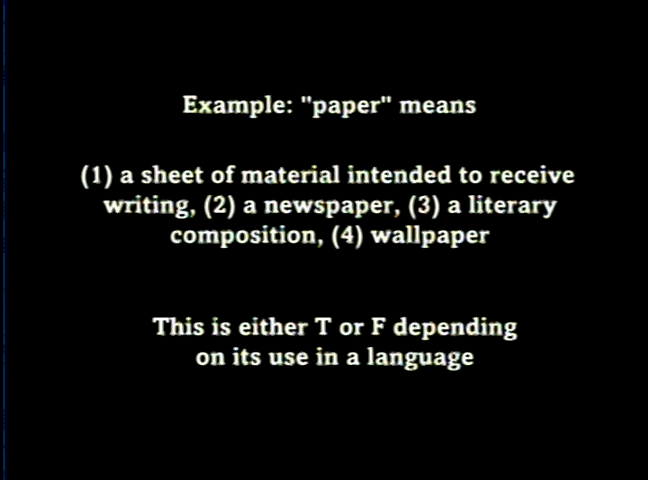 Example: "paper" means
(1) a sheet of material intended to receive
writing, (2) a newspaper, (3) a literary
composition, (4) wallpaper
This is either T or F depending
on its use in a language